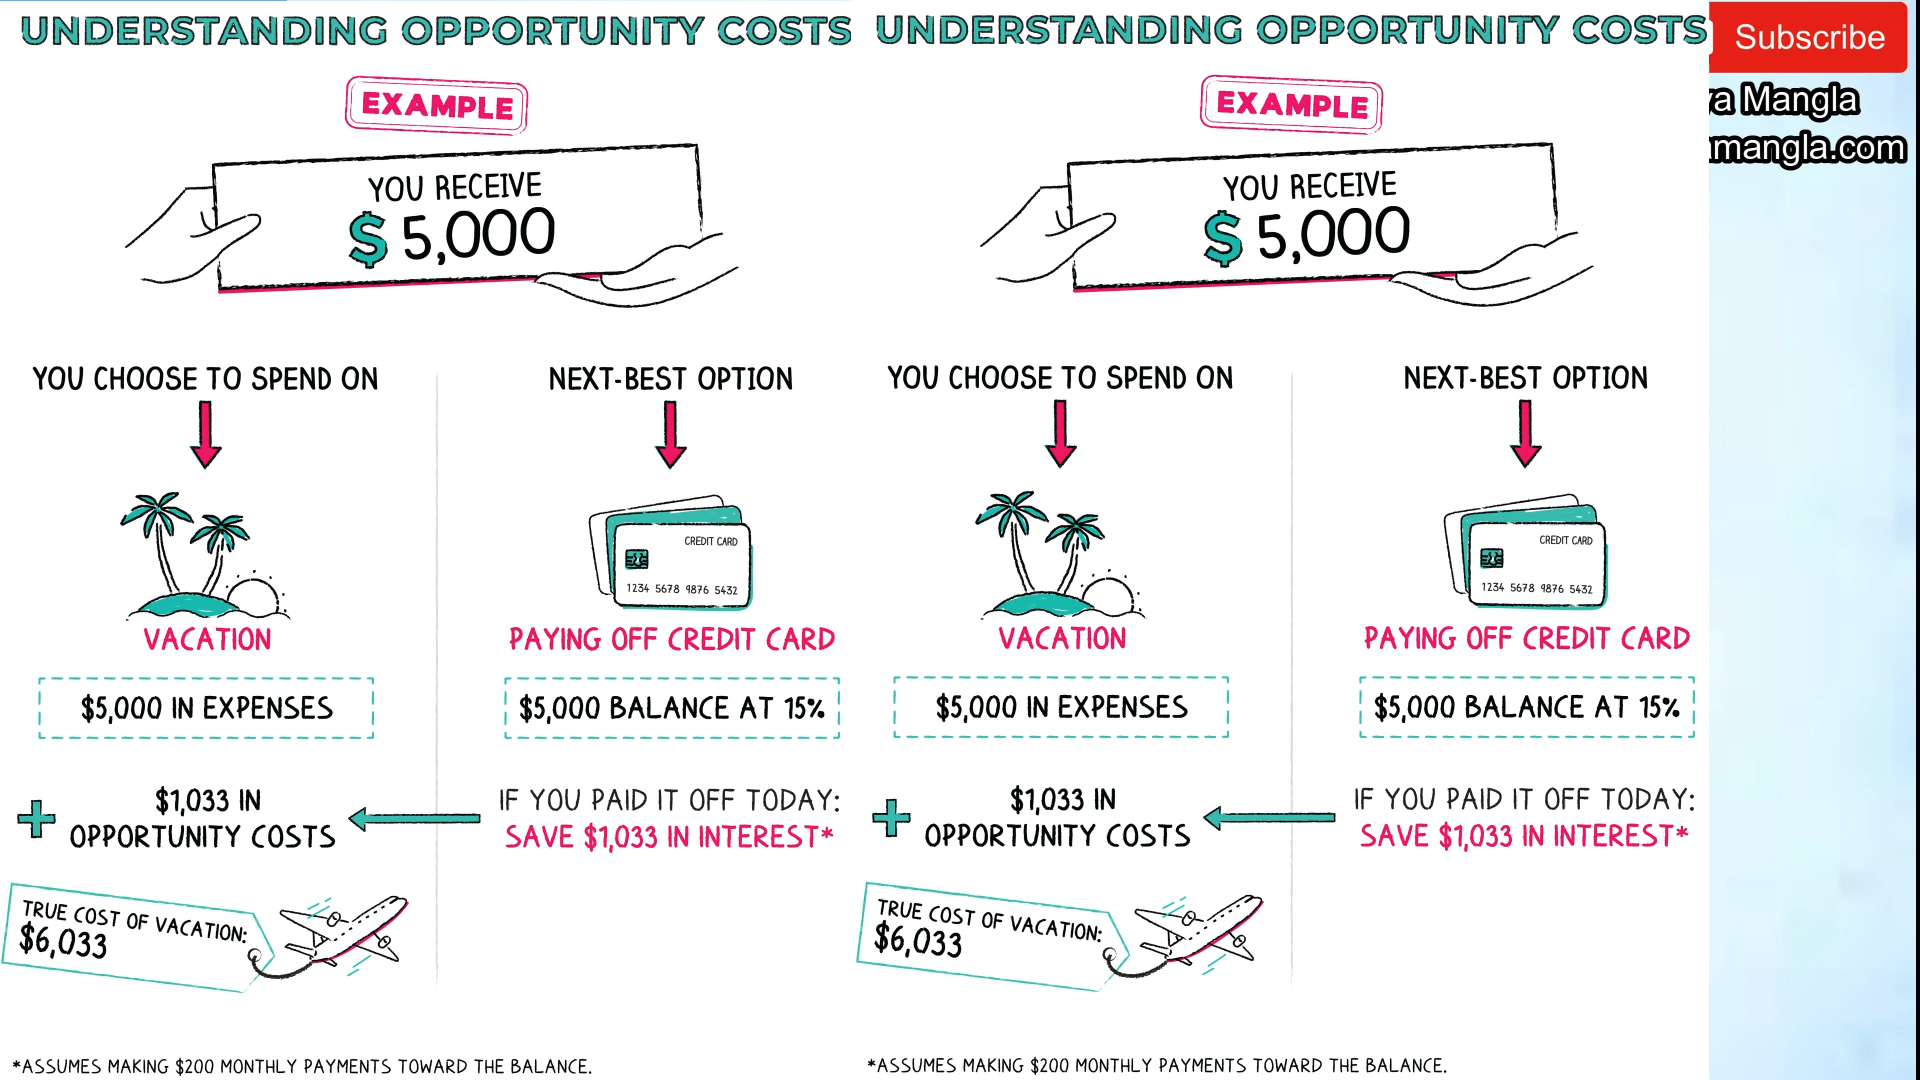 UNDERSTANDING OPPORTUNITY COSTS
EXAMPLE
YOU RECEIVE
$ 5,000
YOU CHOOSE TO SPEND ON
NEXT-BEST OPTION
CREDIT CARD
1234 5678 9876 5432
VACATION
PAYING OFF CREDIT CARD
$5,000 IN EXPENSES
$5,000 BALANCE AT 15%
+
$1,033 IN
OPPORTUNITY COSTS
IF YOU PAID IT OFF TODAY:
SAVE $1,033 IN INTEREST*
TRUE COST OF VACATION:
$6,033
*ASSUMES MAKING $200 MONTHLY PAYMENTS TOWARD THE BALANCE.
UNDERSTANDING OPPORTUNITY COSTS
EXAMPLE
YOU RECEIVE
$ 5,000
YOU CHOOSE TO SPEND ON
NEXT-BEST OPTION
CREDIT CARD
1234 5678 9876 5432
VACATION
PAYING OFF CREDIT CARD
$5,000 IN EXPENSES
$5,000 BALANCE AT 15%
+
$1,033 IN
OPPORTUNITY COSTS
IF YOU PAID IT OFF TODAY:
SAVE $1,033 IN INTEREST*
TRUE COST OF VACATION:
$6,033
*ASSUMES MAKING $200 MONTHLY PAYMENTS TOWARD THE BALANCE.
Subscribe
Mangla
mangla.com